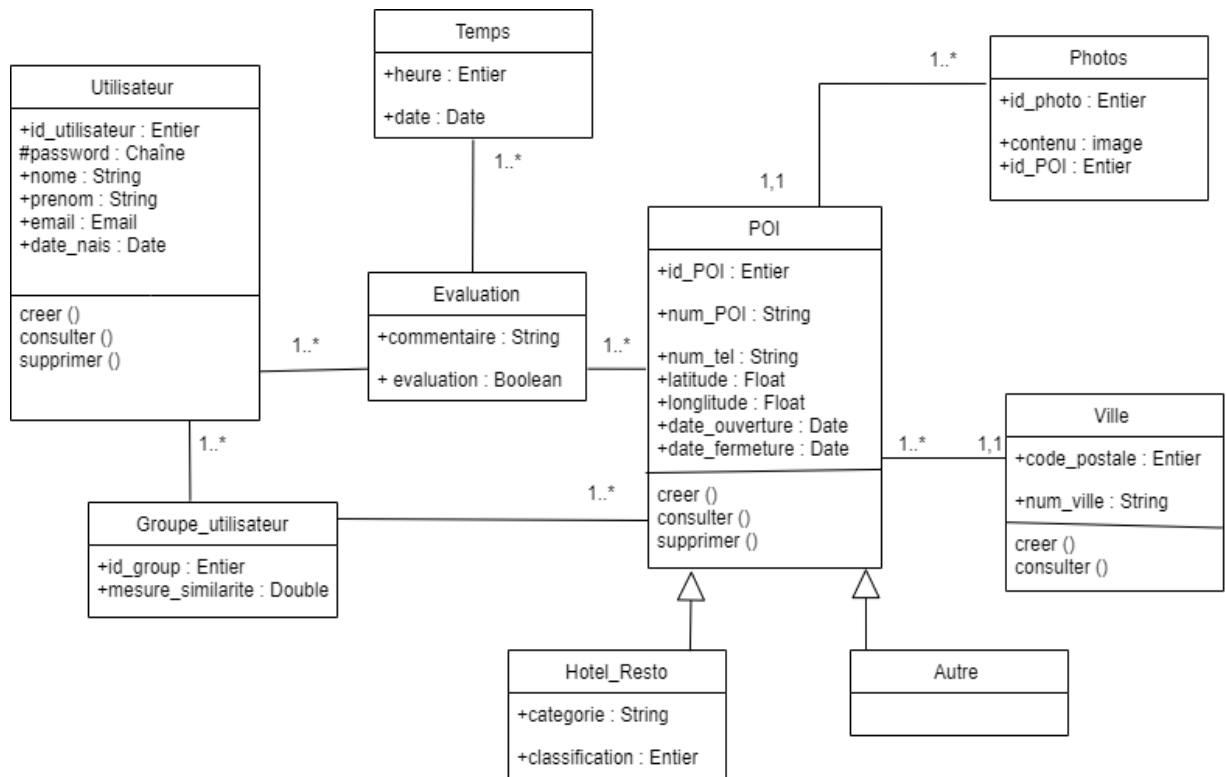 Temps
+heure : Entier
+date : Date
1..*
Photos
+id_photo : Entier
+contenu : image
+id_POI : Entier
1..*
1,1
Utilisateur
+id_utilisateur : Entier
#password : Chaîne
+nome : String
+prenom : String
+email : Email
+date_nais : Date
creer ()
consulter ()
supprimer ()
1..*
Evaluation
+commentaire : String
+ evaluation : Boolean
1..*
POI
+id_POI : Entier
+num_POI : String
+num_tel : String
+latitude : Float
+longlitude : Float
+date_ouverture : Date
+date_fermeture : Date
creer ()
consulter ()
supprimer ()
1..*
1,1
Ville
+code_postale : Entier
+num_ville : String
creer ()
consulter ()
1..*
1..*
Groupe_utilisateur
+id_group : Entier
+mesure_similarite : Double
Hotel_Resto
+categorie : String
+classification : Entier
Autre